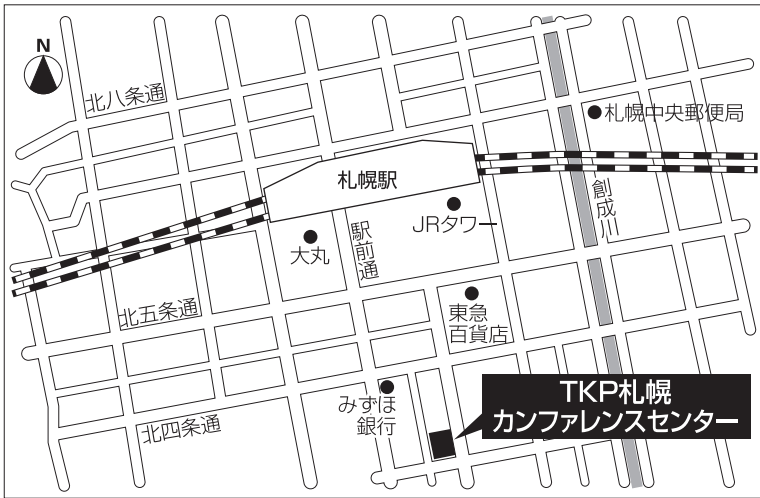 N
北八条通
札幌中央郵便局
札幌駅
創成川
JRタワー
大丸
駅前通
北五条通
東急
百貨店
みずほ
銀行
北四条通
TKP札幌
カンファレンスセンター